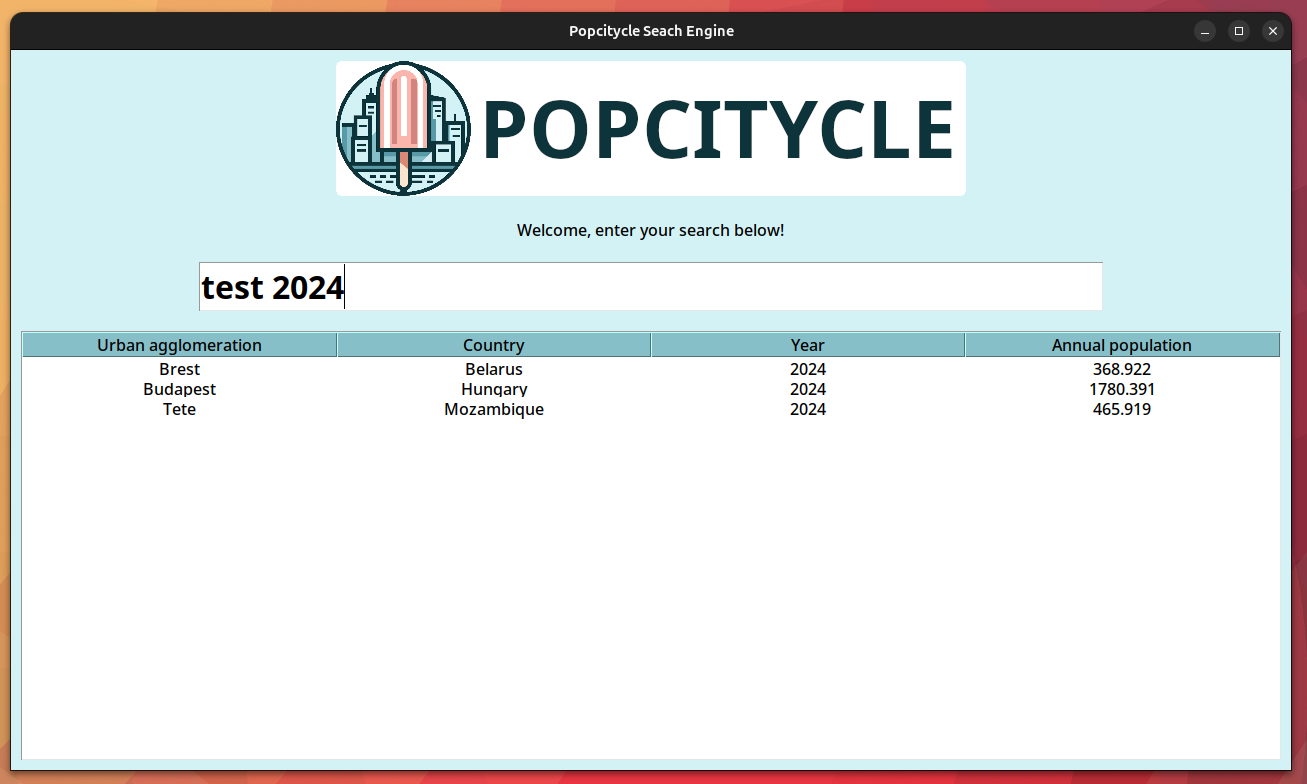 Popcitycle Seach Engine
POPCITYCLE
Welcome, enter your search below!
test 2024
Urban agglomeration Country Year Annual population
Brest Belarus 2024 368.922
Budapest Hungary 2024 1780.391
Tete Mozambique 2024 465.919